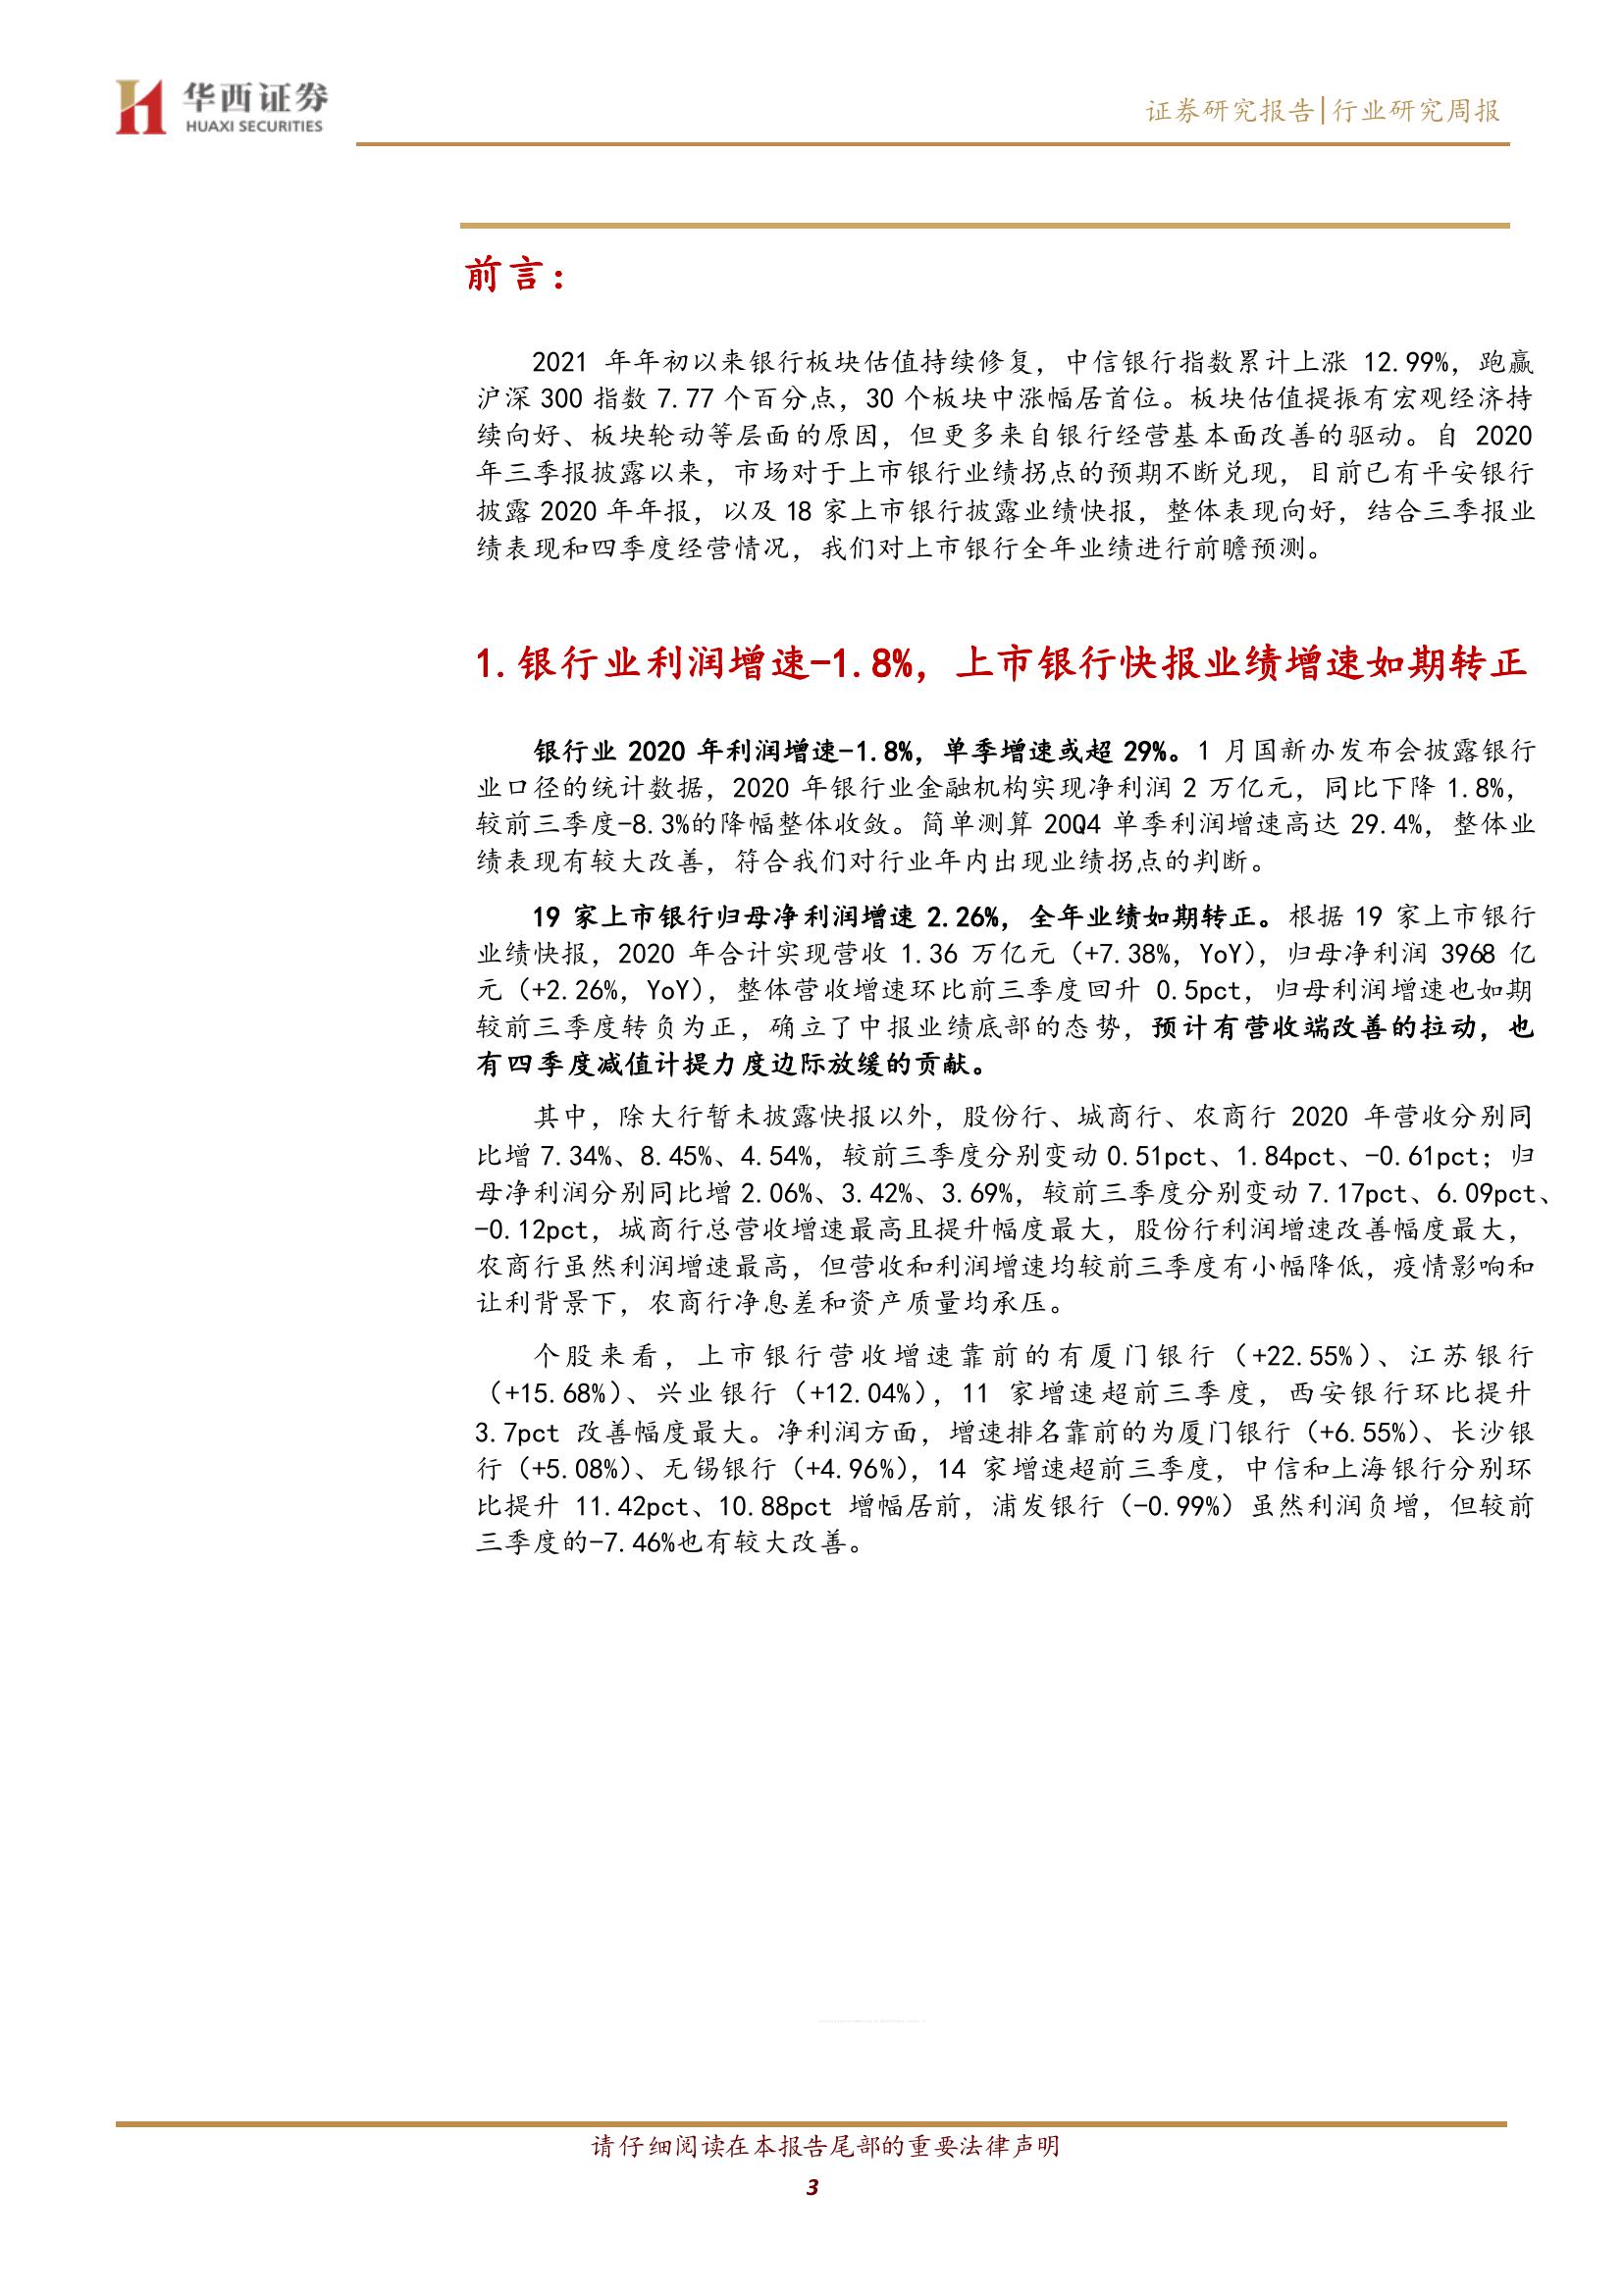 华西证券
HUAXI SECURITIES
证券研究报告|行业研究周报
前言：
2021 年年初以来银行板块估值持续修复，中信银行指数累计上涨 12.99%，跑赢
沪深 300 指数 7.77 个百分点，30 个板块中涨幅居首位。板块估值提振有宏观经济持
续向好、板块轮动等层面的原因，但更多来自银行经营基本面改善的驱动。自 2020
年三季报披露以来，市场对于上市银行业绩拐点的预期不断兑现，目前已有平安银行
披露 2020 年年报，以及 18 家上市银行披露业绩快报，整体表现向好，结合三季报业
绩表现和四季度经营情况，我们对上市银行全年业绩进行前瞻预测。
1.银行业利润增速-1.8%，上市银行快报业绩增速如期转正
银行业 2020 年利润增速-1.8%，单季增速或超 29%。1 月国新办发布会披露银行
业口径的统计数据，2020 年银行业金融机构实现净利润 2 万亿元，同比下降 1.8%，
较前三季度-8.3%的降幅整体收敛。简单测算 20Q4 单季利润增速高达 29.4%，整体业
绩表现有较大改善，符合我们对行业年内出现业绩拐点的判断。
19 家上市银行归母净利润增速 2.26%，全年业绩如期转正。根据 19 家上市银行
业绩快报，2020 年合计实现营收 1.36 万亿元（+7.38%，YoY），归母净利润 3968 亿
元（+2.26%，YoY），整体营收增速环比前三季度回升 0.5pct，归母利润增速也如期
较前三季度转负为正，确立了中报业绩底部的态势，预计有营收端改善的拉动，也
有四季度减值计提力度边际放缓的贡献。
其中，除大行暂未披露快报以外，股份行、城商行、农商行 2020 年营收分别同
比增 7.34%、8.45%、4.54%，较前三季度分别变动 0.51pct、1.84pct、-0.61pct；归
母净利润分别同比增 2.06%、3.42%、3.69%，较前三季度分别变动 7.17pct、6.09pct、
-0.12pct，城商行总营收增速最高且提升幅度最大，股份行利润增速改善幅度最大，
农商行虽然利润增速最高，但营收和利润增速均较前三季度有小幅降低，疫情影响和
让利背景下，农商行净息差和资产质量均承压。
个股来看，上市银行营收增速靠前的有厦门银行（+22.55%）、江苏银行
（+15.68%）、兴业银行（+12.04%），11 家增速超前三季度，西安银行环比提升
3.7pct 改善幅度最大。净利润方面，增速排名靠前的为厦门银行（+6.55%）、长沙银
行（+5.08%）、无锡银行（+4.96%），14 家增速超前三季度，中信和上海银行分别环
比提升 11.42pct、10.88pct 增幅居前，浦发银行（-0.99%）虽然利润负增，但较前
三季度的-7.46%也有较大改善。
请仔细阅读在本报告尾部的重要法律声明
3